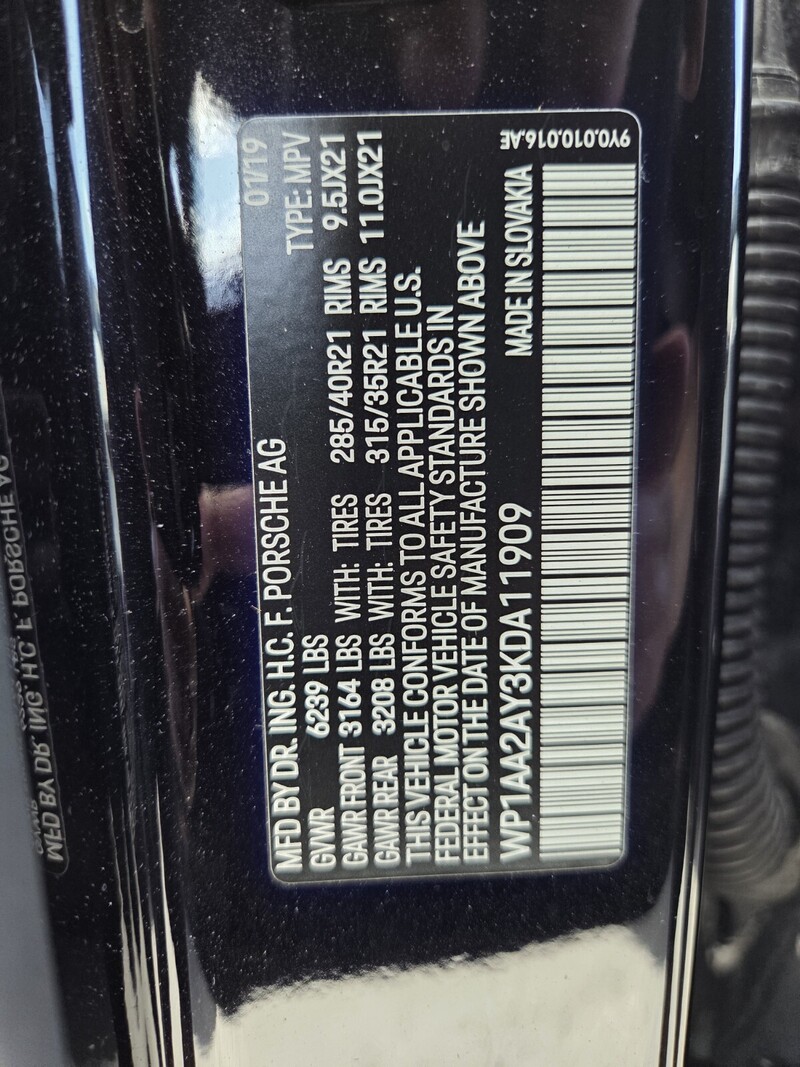 MFD BY DR. ING. H.C. F. PORSCHE AG 01/19
GVWR 6239 LBS TYPE: MPV
GAWR FRONT 3164 LBS WITH: TIRES 285/40R21 RIMS 9.5JX21
GAWR REAR 3208 LBS WITH: TIRES 315/35R21 RIMS 11.0JX21
THIS VEHICLE CONFORMS TO ALL APPLICABLE U.S.
FEDERAL MOTOR VEHICLE SAFETY STANDARDS IN
EFFECT ON THE DATE OF MANUFACTURE SHOWN ABOVE
WP1AA2AY3KDA11909 MADE IN SLOVAKIA
9Y0.010.016.AE